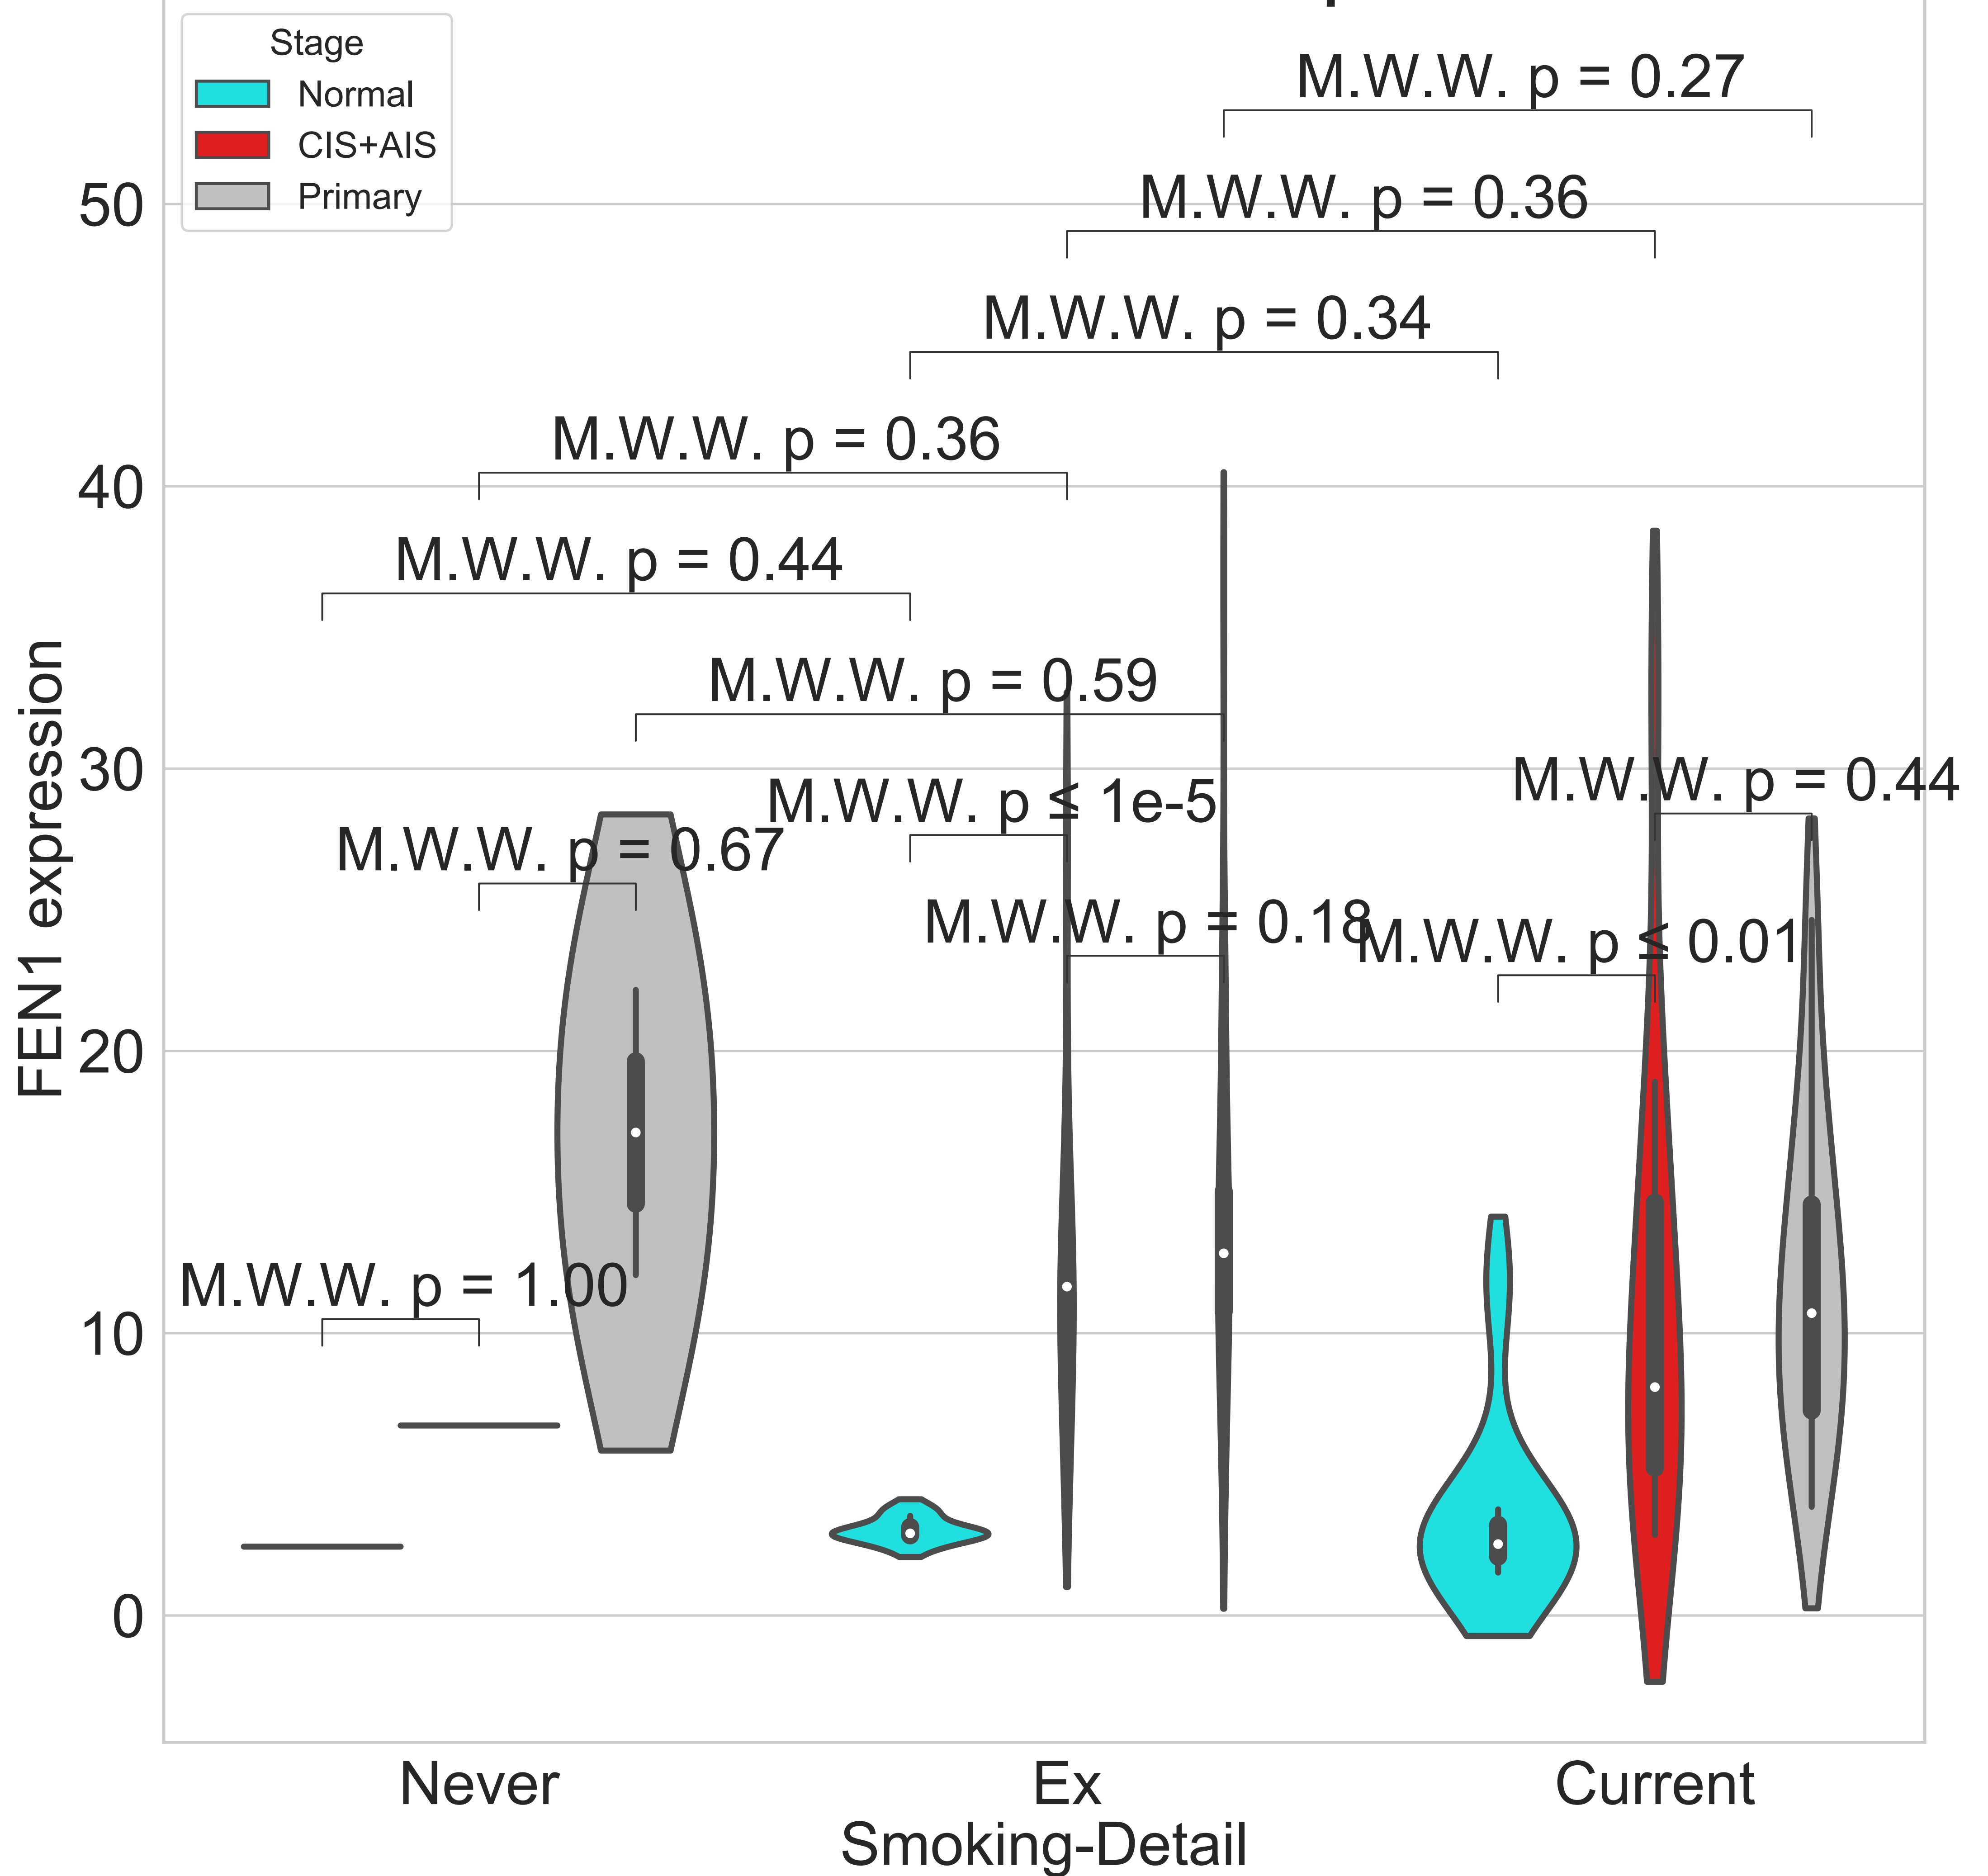 Stage
Normal
CIS+AIS
Primary
M.W.W. p = 0.27
M.W.W. p = 0.36
M.W.W. p = 0.34
M.W.W. p = 0.36
M.W.W. p = 0.44
M.W.W. p = 0.59
M.W.W. p = 0.44
M.W.W. p ≤ 1e-5
M.W.W. p = 0.67
M.W.W. p = 0.18
M.W.W. p ≤ 0.01
M.W.W. p = 1.00
50
40
30
20
10
0
FEN1 expression
Never
Ex
Current
Smoking-Detail